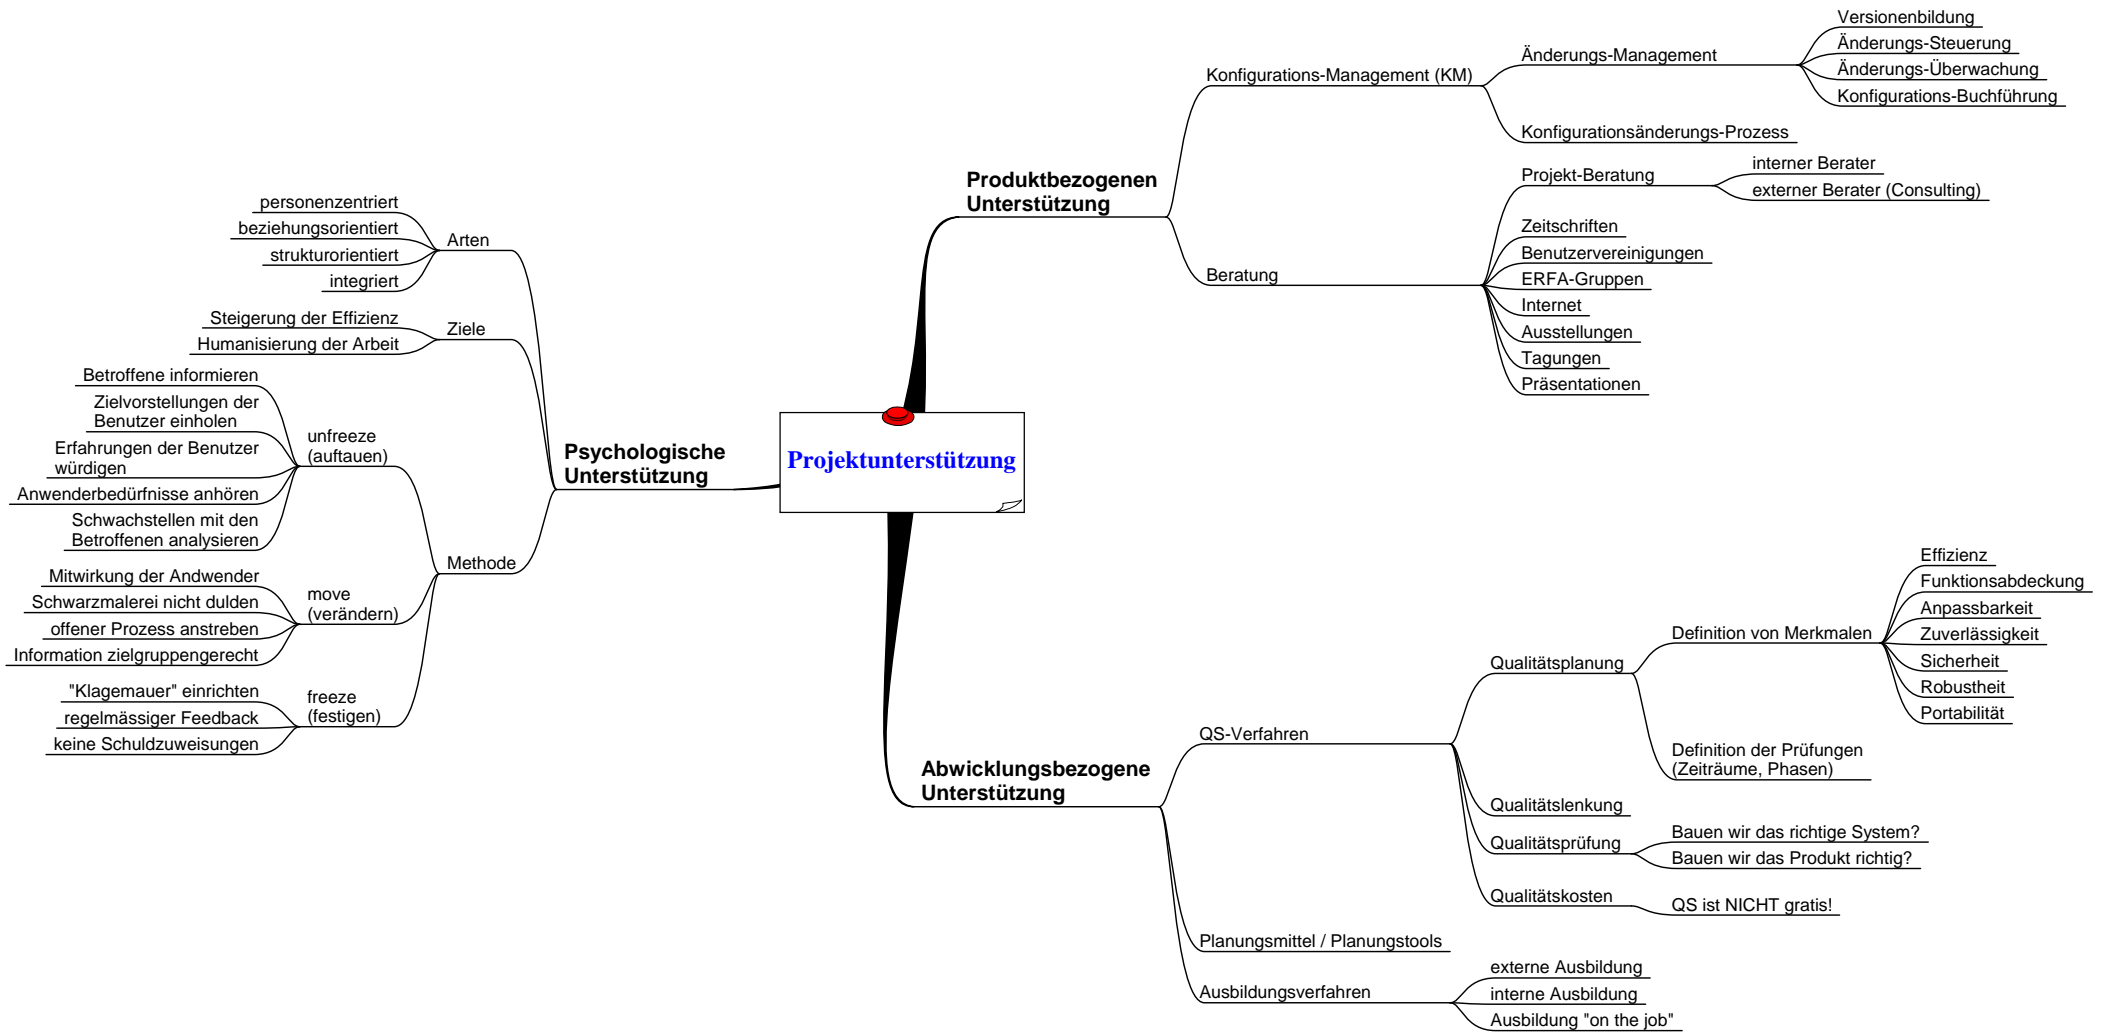 Projektunterstützung
Produktbezogenen
Unterstützung
Konfigurations-Management (KM)
Änderungs-Management
Versionenbildung
Änderungs-Steuerung
Änderungs-Überwachung
Konfigurations-Buchführung
Konfigurationsänderungs-Prozess
Beratung
Projekt-Beratung
interner Berater
externer Berater (Consulting)
Zeitschriften
Benutzervereinigungen
ERFA-Gruppen
Internet
Ausstellungen
Tagungen
Präsentationen
Abwicklungsbezogene
Unterstützung
QS-Verfahren
Qualitätsplanung
Definition von Merkmalen
Effizienz
Funktionsabdeckung
Anpassbarkeit
Zuverlässigkeit
Sicherheit
Robustheit
Portabilität
Definition der Prüfungen
(Zeiträume, Phasen)
Qualitätslenkung
Qualitätsprüfung
Bauen wir das richtige System?
Bauen wir das Produkt richtig?
Qualitätskosten
QS ist NICHT gratis!
Planungsmittel / Planungstools
Ausbildungsverfahren
externe Ausbildung
interne Ausbildung
Ausbildung "on the job"
Psychologische
Unterstützung
Arten
personenzentriert
beziehungsorientiert
strukturorientiert
integriert
Ziele
Steigerung der Effizienz
Humanisierung der Arbeit
Methode
unfreeze
(auftauen)
Betroffene informieren
Zielvorstellungen der
Benutzer einholen
Erfahrungen der Benutzer
würdigen
Anwenderbedürfnisse anhören
Schwachstellen mit den
Betroffenen analysieren
move
(verändern)
Mitwirkung der Andwender
Schwarzmalerei nicht dulden
offener Prozess anstreben
Information zielgruppengerecht
freeze
(festigen)
"Klagemauer" einrichten
regelmässiger Feedback
keine Schuldzuweisungen